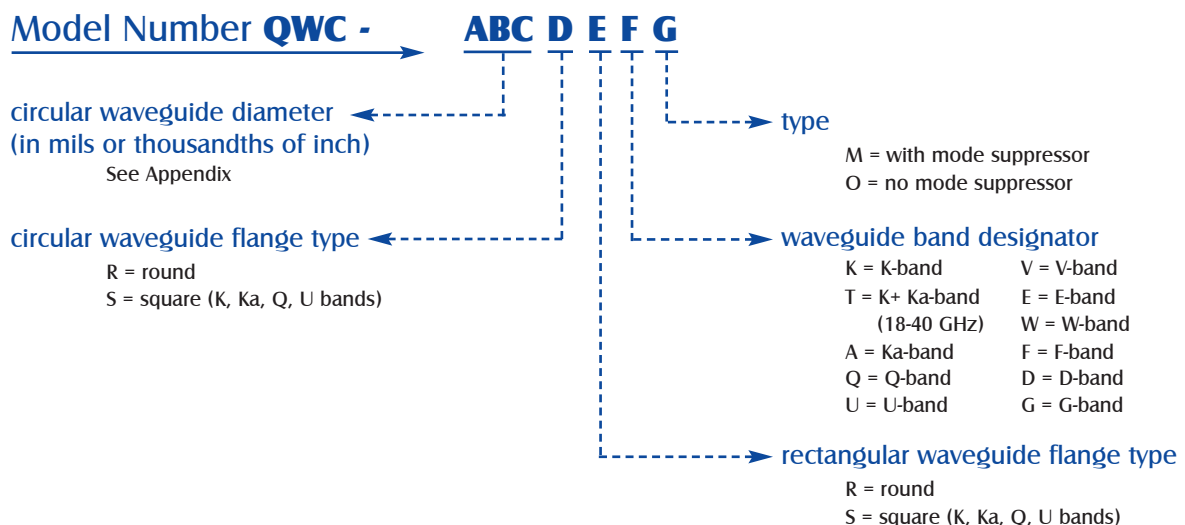 Model Number QWC - ABC D E F G
circular waveguide diameter
(in mils or thousandths of inch)
See Appendix
circular waveguide flange type
R = round
S = square (K, Ka, Q, U bands)
type
M = with mode suppressor
O = no mode suppressor
waveguide band designator
K = K-band V = V-band
T = K+ Ka-band E = E-band
(18-40 GHz) W = W-band
A = Ka-band F = F-band
Q = Q-band D = D-band
U = U-band G = G-band
rectangular waveguide flange type
R = round
S = square (K, Ka, Q, U bands)